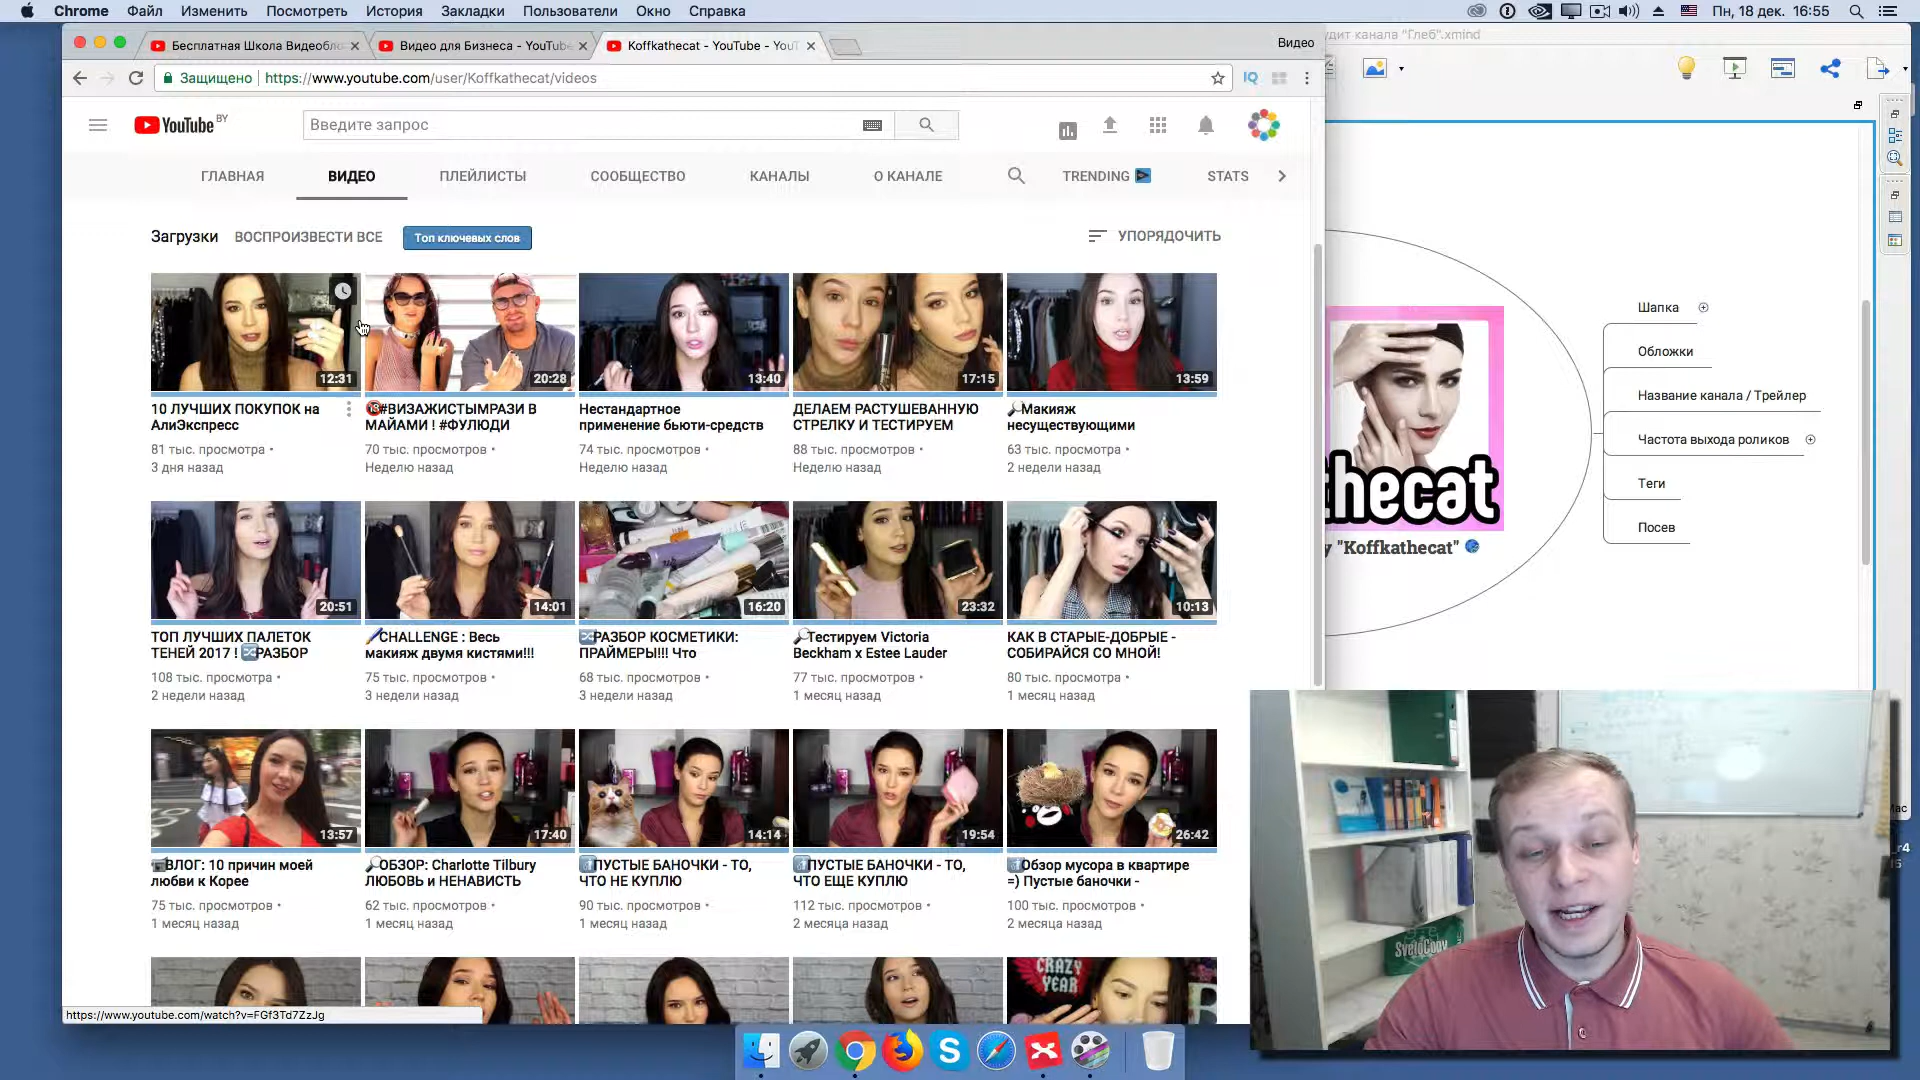 Chrome Файл Изменить Посмотреть История Закладки Пользователи Окно Справка
Пн, 18 дек. 16:55
Бесплатная Школа Видеобло
Видео для Бизнеса - YouTube
Koffkathecat - YouTube - YouT
Видео
удит канала "Глеб".xmind
Защищено https://www.youtube.com/user/Koffkathecat/videos
YouTube BY
Введите запрос
ГЛАВНАЯ ВИДЕО ПЛЕЙЛИСТЫ СООБЩЕСТВО КАНАЛЫ О КАНАЛЕ TRENDING STATS
Загрузки ВОСПРОИЗВЕСТИ ВСЕ Топ ключевых слов УПОРЯДОЧИТЬ
12:31 20:28 13:40 17:15 13:59
10 ЛУЧШИХ ПОКУПОК на
АлиЭкспресс
81 тыс. просмотра •
3 дня назад
#ВИЗАЖИСТЫМРАЗИ В
МАЙАМИ ! #ФУЛЮДИ
70 тыс. просмотров •
Неделю назад
Нестандартное
применение бьюти-средств
74 тыс. просмотра •
Неделю назад
ДЕЛАЕМ РАСТУШЕВАННУЮ
СТРЕЛКУ И ТЕСТИРУЕМ
88 тыс. просмотров •
Неделю назад
Макияж
несуществующими
63 тыс. просмотра •
2 недели назад
20:51 14:01 16:20 23:32 10:13
ТОП ЛУЧШИХ ПАЛЕТОК
ТЕНЕЙ 2017 ! РАЗБОР
108 тыс. просмотра •
2 недели назад
CHALLENGE : Весь
макияж двумя кистями!!!
75 тыс. просмотров •
3 недели назад
РАЗБОР КОСМЕТИКИ:
ПРАЙМЕРЫ!!! Что
68 тыс. просмотров •
3 недели назад
Тестируем Victoria
Beckham x Estee Lauder
77 тыс. просмотров •
1 месяц назад
КАК В СТАРЫЕ-ДОБРЫЕ -
СОБИРАЙСЯ СО МНОЙ!
80 тыс. просмотра •
1 месяц назад
13:57 17:40 14:14 19:54 26:42
ВЛОГ: 10 причин моей
любви к Корее
75 тыс. просмотров •
1 месяц назад
ОБЗОР: Charlotte Tilbury
ЛЮБОВЬ и НЕНАВИСТЬ
62 тыс. просмотров •
1 месяц назад
ПУСТЫЕ БАНОЧКИ - ТО,
ЧТО НЕ КУПЛЮ
90 тыс. просмотров •
1 месяц назад
ПУСТЫЕ БАНОЧКИ - ТО,
ЧТО ЕЩЕ КУПЛЮ
112 тыс. просмотров •
2 месяца назад
Обзор мусора в квартире
=) Пустые баночки -
100 тыс. просмотров •
2 месяца назад
CRAZY
YEAR
https://www.youtube.com/watch?v=FGf3Td7ZzJg
thecat
y "Koffkathecat"
Шапка
Обложки
Название канала / Трейлер
Частота выхода роликов
Теги
Посев
Mac
_r4
SvetoCopy